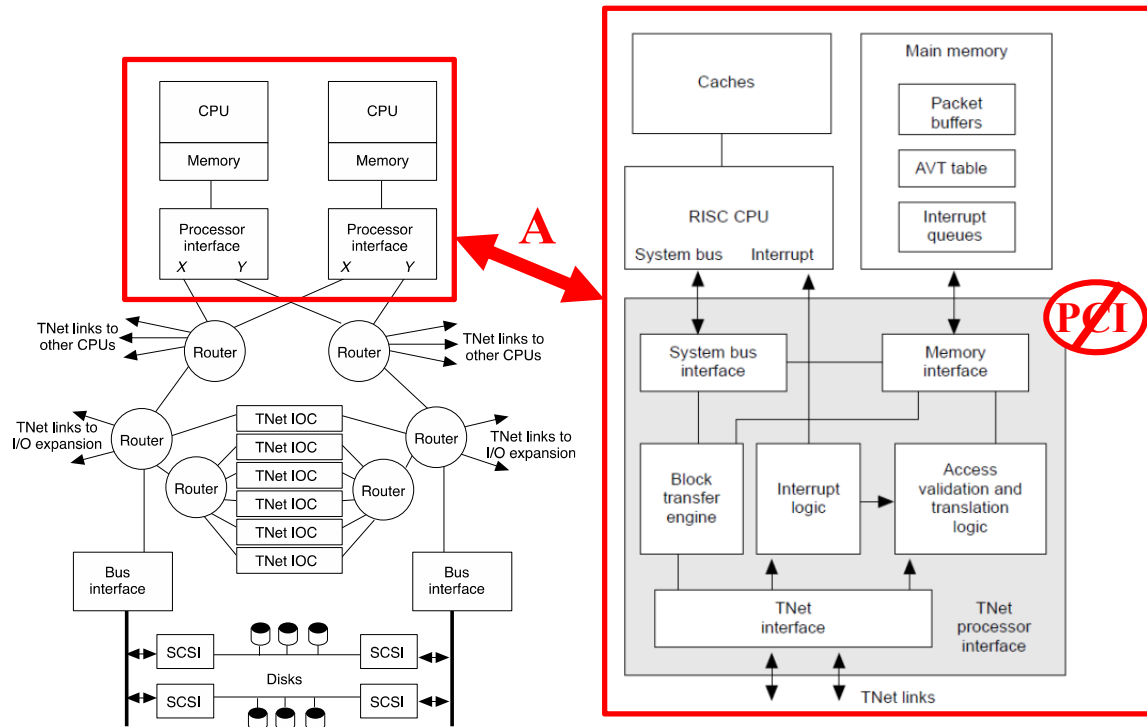 CPU
Memory
Processor
interface
X Y
CPU
Memory
Processor
interface
X Y
TNet links to
other CPUs
Router
Router
TNet links to
other CPUs
TNet links to
I/O expansion
Router
TNet IOC
TNet IOC
TNet IOC
TNet IOC
TNet IOC
TNet IOC
Router
Router
Router
TNet links to
I/O expansion
Bus
interface
Bus
interface
SCSI
SCSI
Disks
SCSI
SCSI
A
Caches
Main memory
Packet
buffers
AVT table
Interrupt
queues
RISC CPU
System bus Interrupt
PCI
System bus
interface
Memory
interface
Block
transfer
engine
Interrupt
logic
Access
validation and
translation
logic
TNet
interface
TNet
processor
interface
TNet links